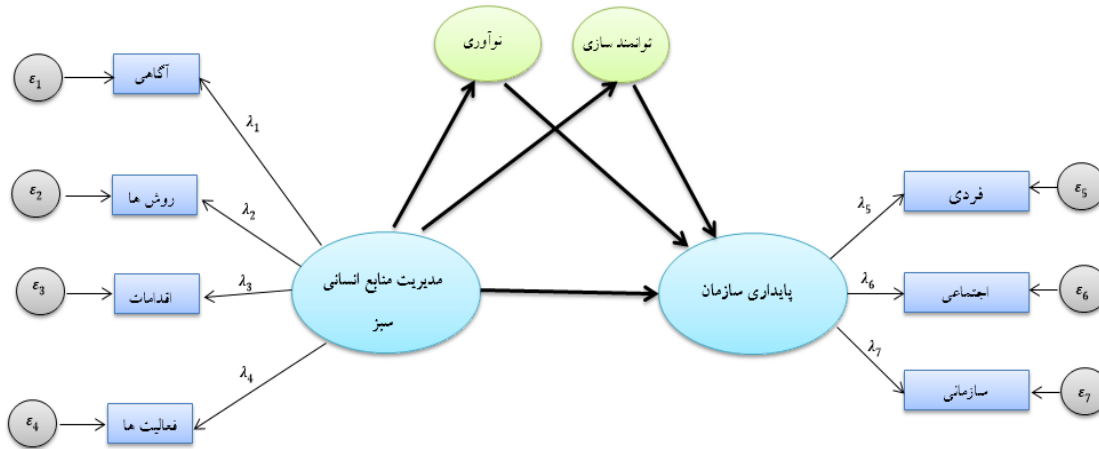 نوآوری
توانمند سازی
ε₁
آگاهی
λ₁
ε₂
روش ها
λ₂
ε₃
اقدامات
λ₃
ε₄
فعالیت ها
λ₄
مدیریت منابع انسانی
سبز
پایداری سازمان
λ₅
فردی
ε₅
λ₆
اجتماعی
ε₆
λ₇
سازمانی
ε₇